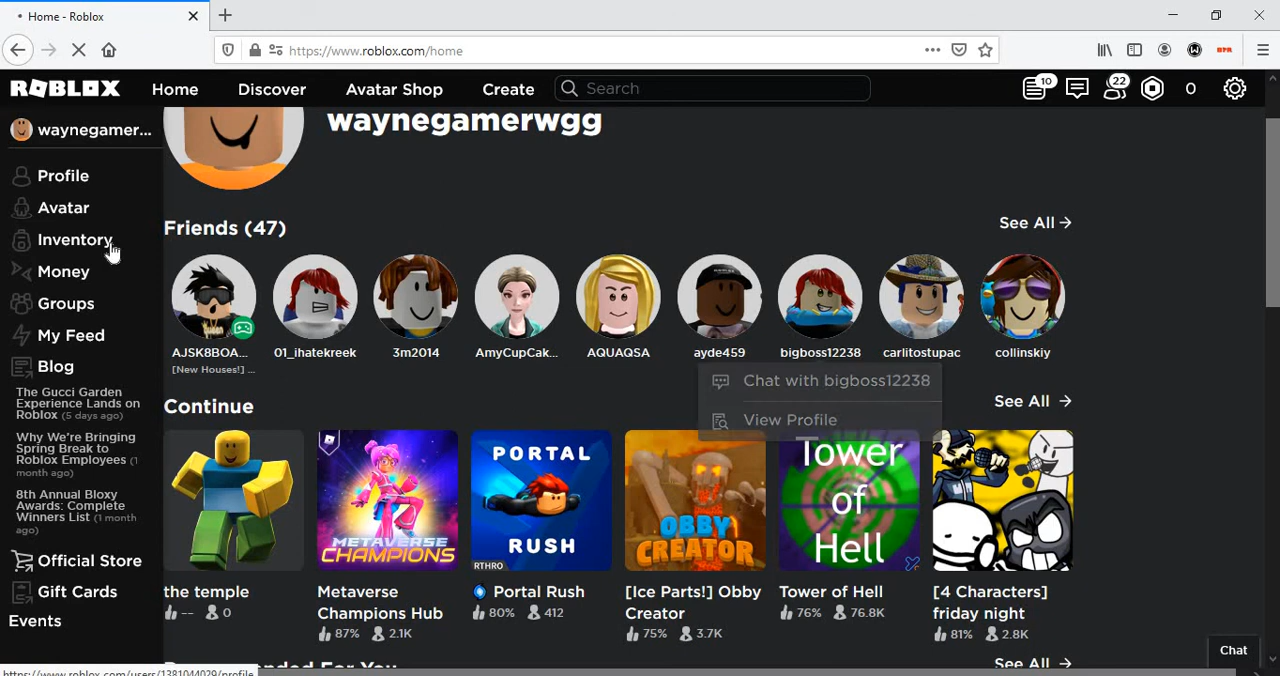 Home - Roblox
https://www.roblox.com/home
ROBLOX
Home
Discover
Avatar Shop
Create
Search
10
22
0
waynegamer...
waynegamerwgg
Profile
Avatar
Inventory
Money
Groups
My Feed
Blog
The Gucci Garden
Experience Lands on
Roblox (5 days ago)
Why We're Bringing
Spring Break to
Roblox Employees (1
month ago)
8th Annual Bloxy
Awards: Complete
Winners List (1 month
ago)
Official Store
Gift Cards
Events
Friends (47)
See All →
AJSK8BOA...
[New Houses!] ...
01_ihatekreek
3m2014
AmyCupCak...
AQUAQSA
ayde459
bigboss12238
carlitostupac
collinskiy
Chat with bigboss12238
View Profile
Continue
See All →
METAVERSE
CHAMPIONS
PORTAL
RUSH
RTHRO
OBBY
CREATOR
Tower
of
Hell
the temple
-- 0
Metaverse
Champions Hub
87% 2.1K
Portal Rush
80% 412
[Ice Parts!] Obby
Creator
75% 3.7K
Tower of Hell
76% 76.8K
[4 Characters]
friday night
81% 2.8K
See All →
Chat
https://www.roblox.com/users/1381044029/profile